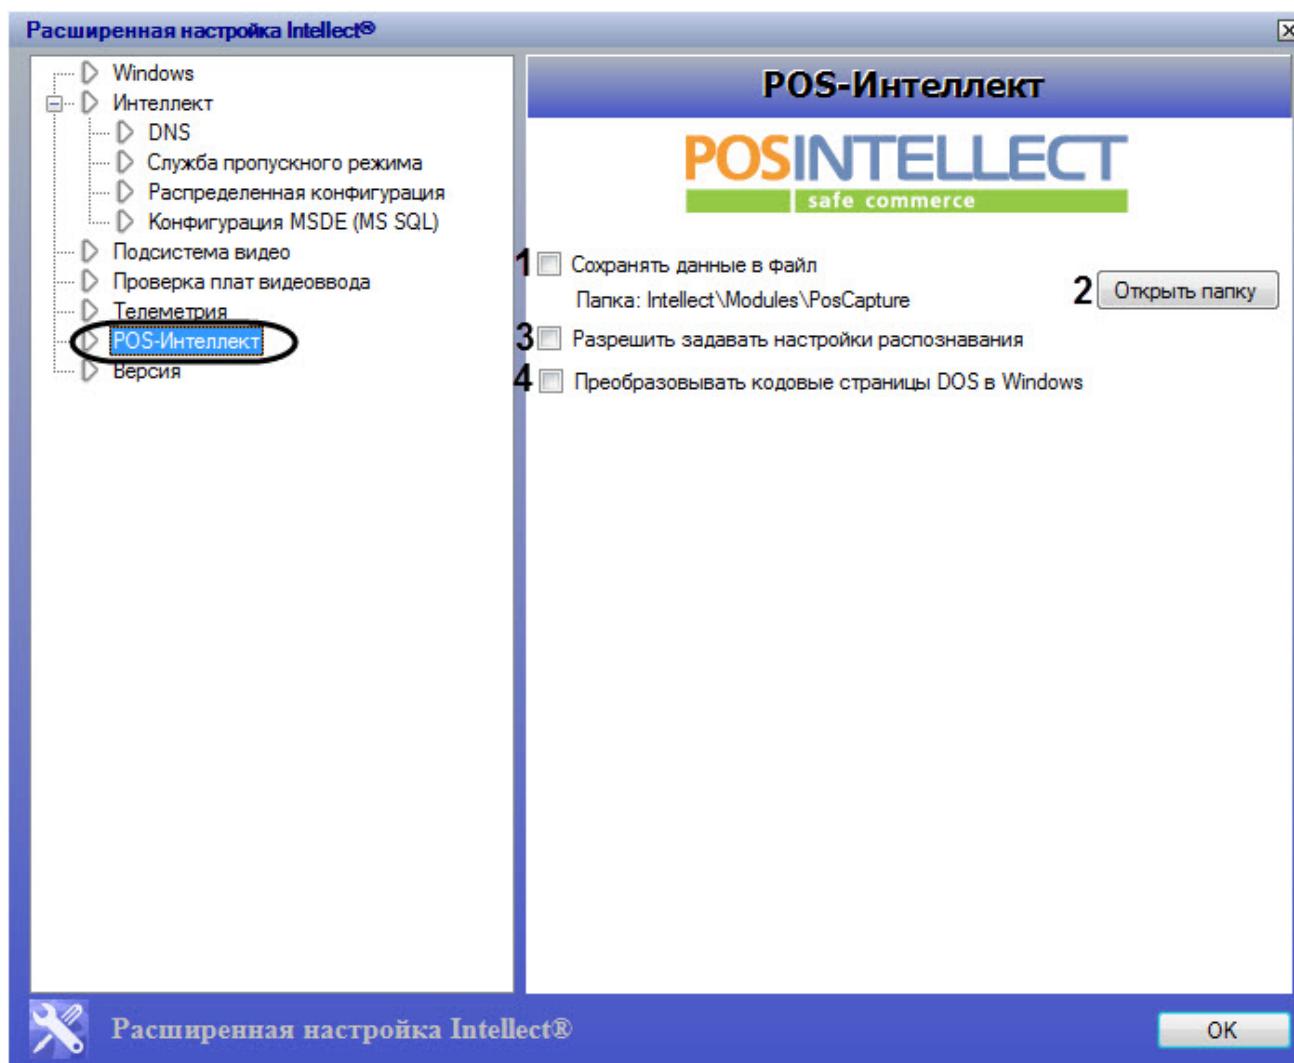 Расширенная настройка Intellect®
Windows
Интеллект
DNS
Служба пропускного режима
Распределенная конфигурация
Конфигурация MSDE (MS SQL)
Подсистема видео
Проверка плат видеоввода
Телеметрия
POS-Интеллект
Версия
POS-Интеллект
POSINTELLECT
safe commerce
1 Сохранять данные в файл
Папка: Intellect\Modules\PosCapture
2 Открыть папку
3 Разрешить задавать настройки распознавания
4 Преобразовывать кодовые страницы DOS в Windows
Расширенная настройка Intellect®
OK